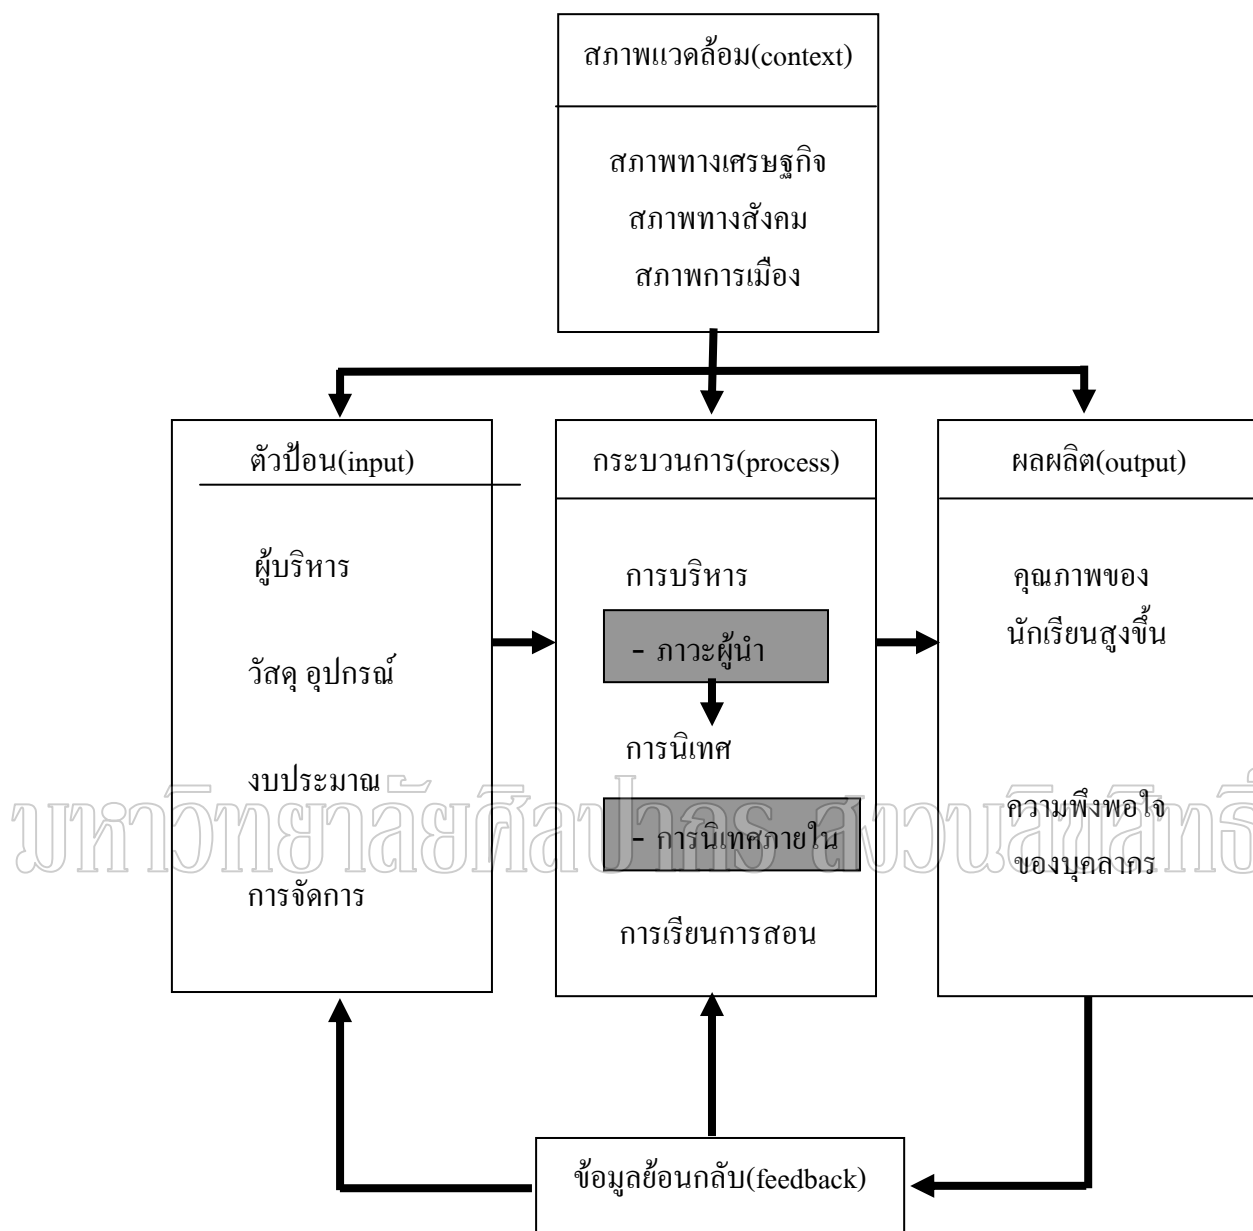 สภาพแวดล้อม(context)
สภาพทางเศรษฐกิจ
สภาพทางสังคม
สภาพการเมือง
ตัวป้อน(input)
ผู้บริหาร
วัสดุ อุปกรณ์
งบประมาณ
การจัดการ
กระบวนการ(process)
การบริหาร
- ภาวะผู้นำ
การนิเทศ
- การนิเทศภายใน
การเรียนการสอน
ผลผลิต(output)
คุณภาพของ
นักเรียนสูงขึ้น
ความพึงพอใจ
ของบุคลากร
ข้อมูลย้อนกลับ(feedback)
มหาวิทยาลัยศิลปากร สงวนลิขสิทธิ์